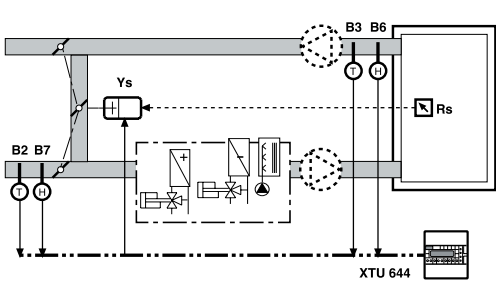 B3 B6
T H
Ys
Rs
B2 B7
T H
+
+ -
XTU 644